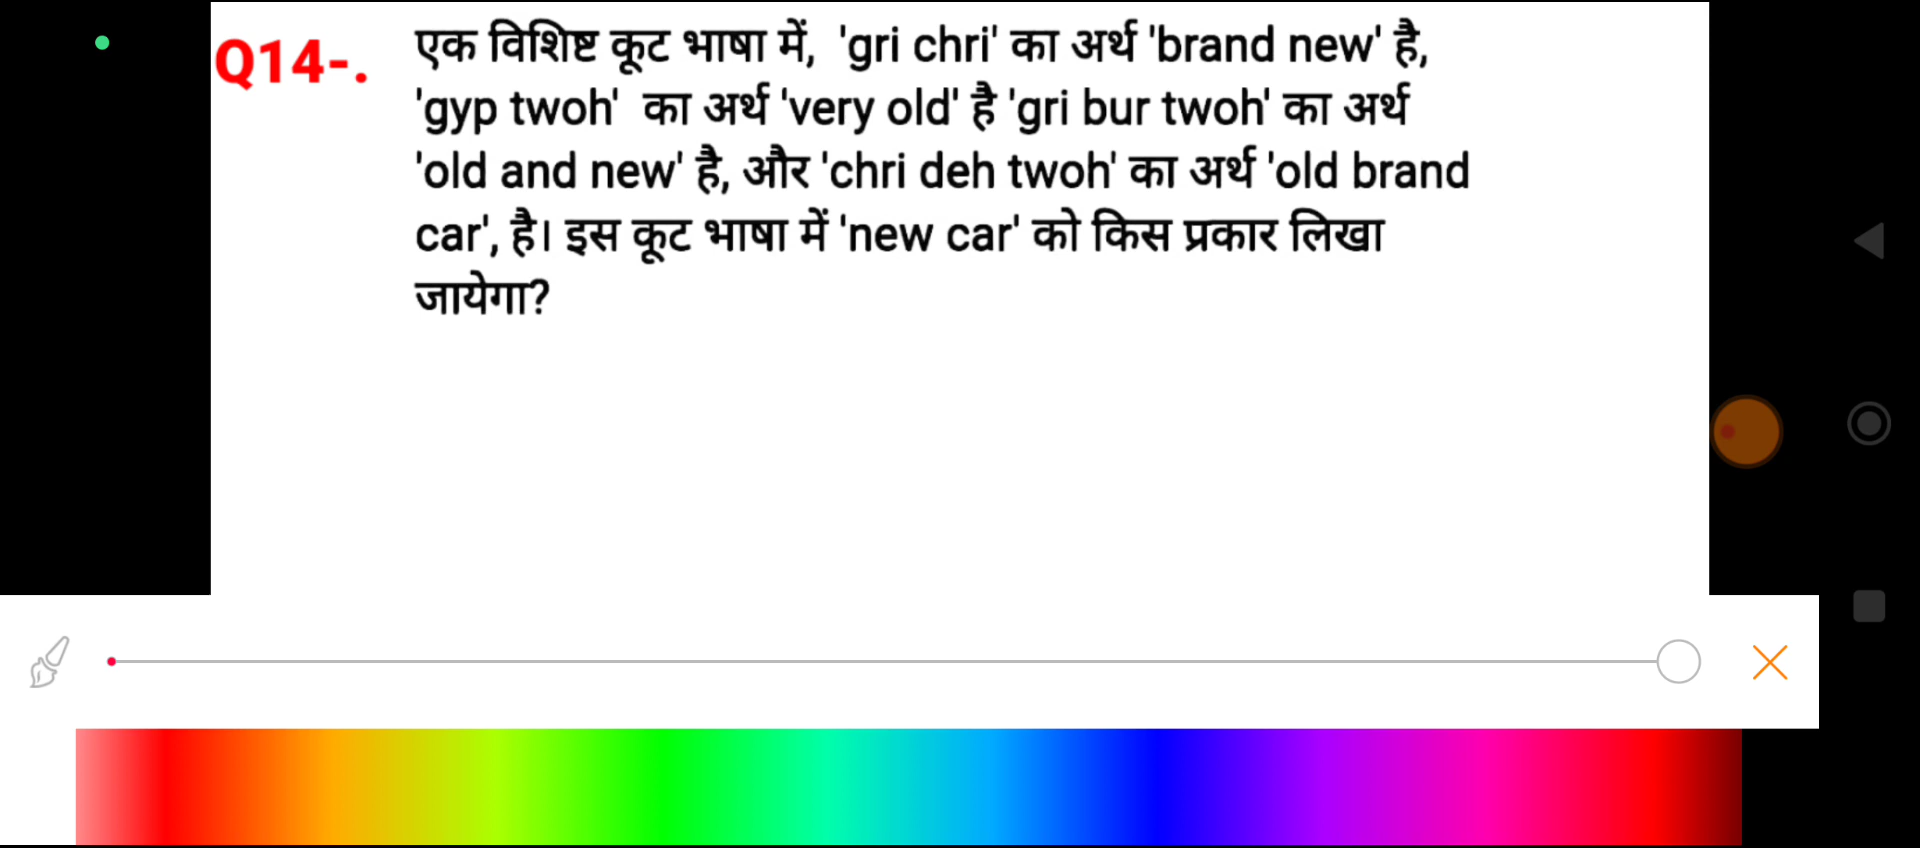 Q14-. एक विशिष्ट कूट भाषा में, 'gri chri' का अर्थ 'brand new' है,
'gyp twoh' का अर्थ 'very old' है 'gri bur twoh' का अर्थ
'old and new' है, और 'chri deh twoh' का अर्थ 'old brand
car', है। इस कूट भाषा में 'new car' को किस प्रकार लिखा
जायेगा?